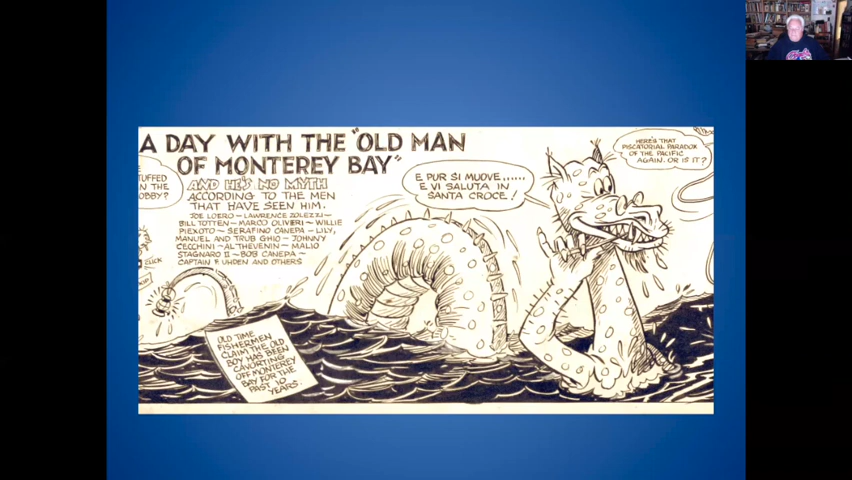 A DAY WITH THE "OLD MAN
OF MONTEREY BAY"
AND HE'S NO MYTH
ACCORDING TO THE MEN
THAT HAVE SEEN HIM.
JOE LOERO - LAWRENCE ZOLEZZI -
BILL TOTTEN - MARCO OLIVIERI - WILLIE
PIEXOTO - SERAFINO CANEPA - LILY,
MANUEL AND TRUB GHIO - JOHNNY
CECCHINI - AL THEVENIN - MALIO
STAGNARO II - BOB CANEPA -
CAPTAIN F. UHDEN AND OTHERS
TUFFED
N THE
OBBY?
CLICK
E PUR SI MUOVE......
E VI SALUTA IN
SANTA CROCE!
HERE'S THAT
PISCATORIAL PARADOX
OF THE PACIFIC
AGAIN. OR IS IT?
OLD TIME
FISHERMEN
CLAIM THE OLD
BOY HAS BEEN
CAVORTING
OFF MONTEREY
BAY FOR THE
PAST 10
YEARS.